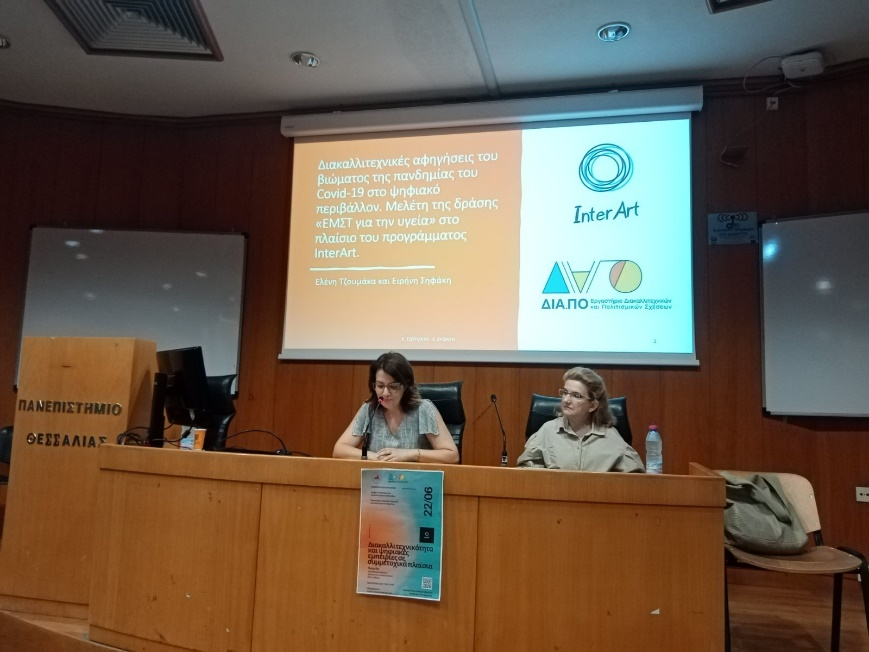 Διακαλλιτεχνικές αφηγήσεις του
βιώματος της πανδημίας του
Covid-19 στο ψηφιακό
περιβάλλον. Μελέτη της δράσης
«ΕΜΣΤ για την υγεία» στο
πλαίσιο του προγράμματος
InterArt.
Ελένη Τζουμάκα και Ειρήνη Σηφάκη
InterArt
ΔΙΑ.ΠΟ
Εργαστήριο Διακαλλιτεχνικών
και Πολιτισμικών Σχέσεων
2
ΠΑΝΕΠΙΣΤΗΜΙΟ
ΘΕΣΣΑΛΙΑΣ
22/06
Διακαλλιτεχνικότητα
και ψηφιακές
εμπειρίες σε
συμμετοχικά πλαίσια